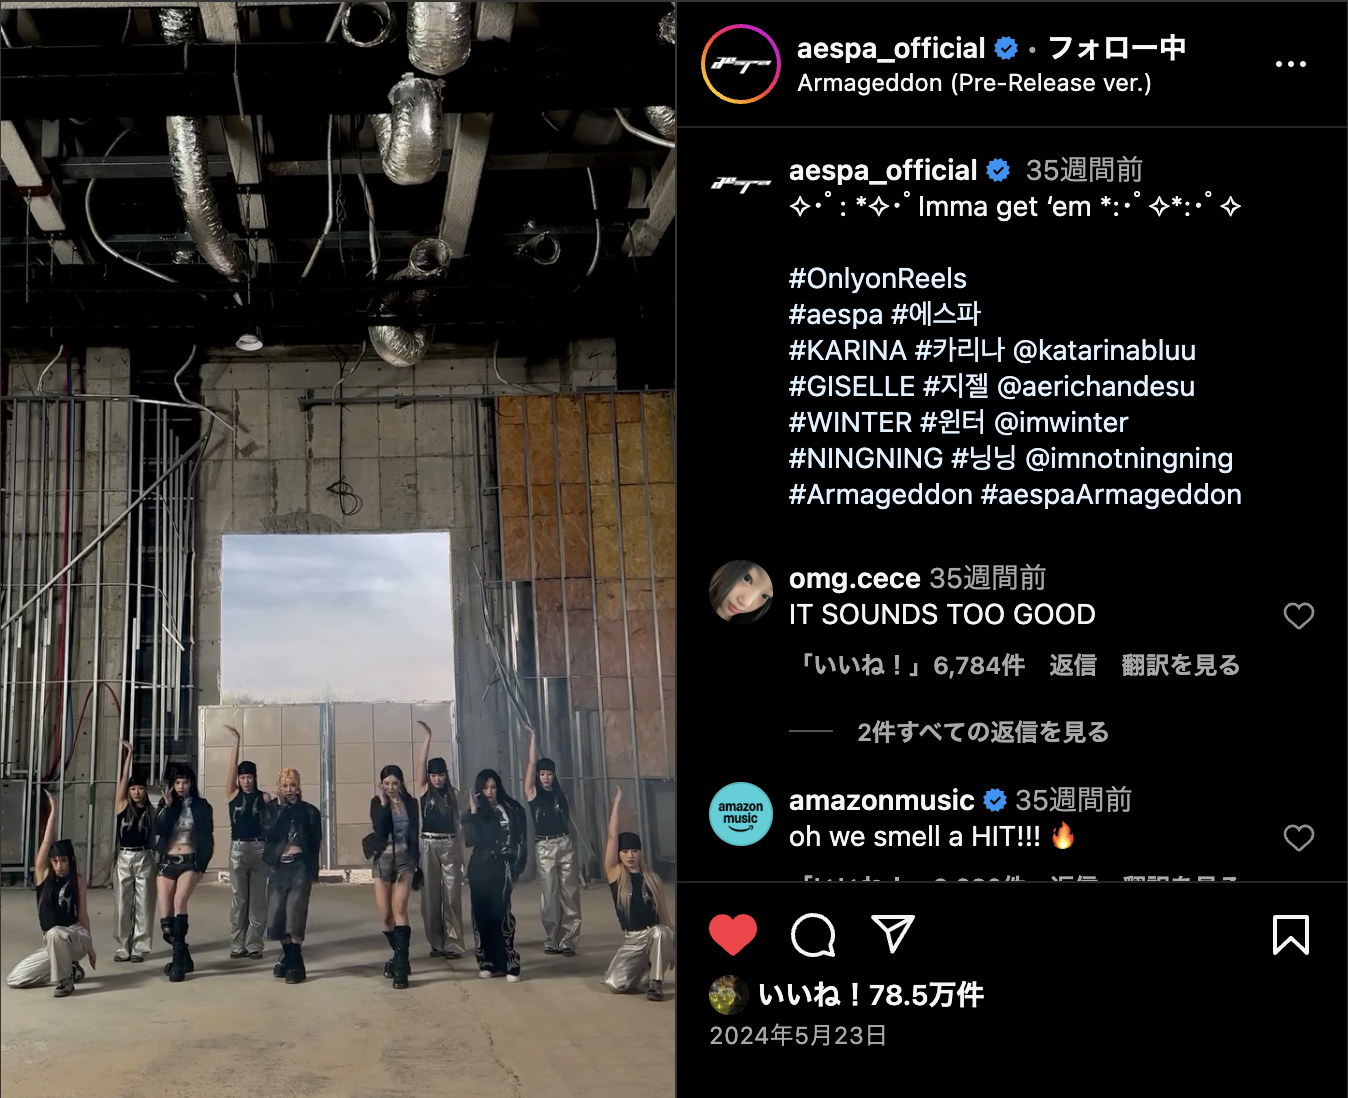 aespa_official • フォロー中
Armageddon (Pre-Release ver.)
aespa_official 35週間前
✧･ﾟ: *✧･ﾟImma get ‘em *:･ﾟ✧*:･ﾟ✧
#OnlyonReels
#aespa #에스파
#KARINA #카리나 @katarinabluu
#GISELLE #지젤 @aerichandesu
#WINTER #윈터 @imwinter
#NINGNING #닝닝 @imnotningning
#Armageddon #aespaArmageddon
omg.cece 35週間前
IT SOUNDS TOO GOOD
「いいね！」6,784件 返信 翻訳を見る
2件すべての返信を見る
amazon
music
amazonmusic 35週間前
oh we smell a HIT!!! 🔥
いいね！78.5万件
2024年5月23日